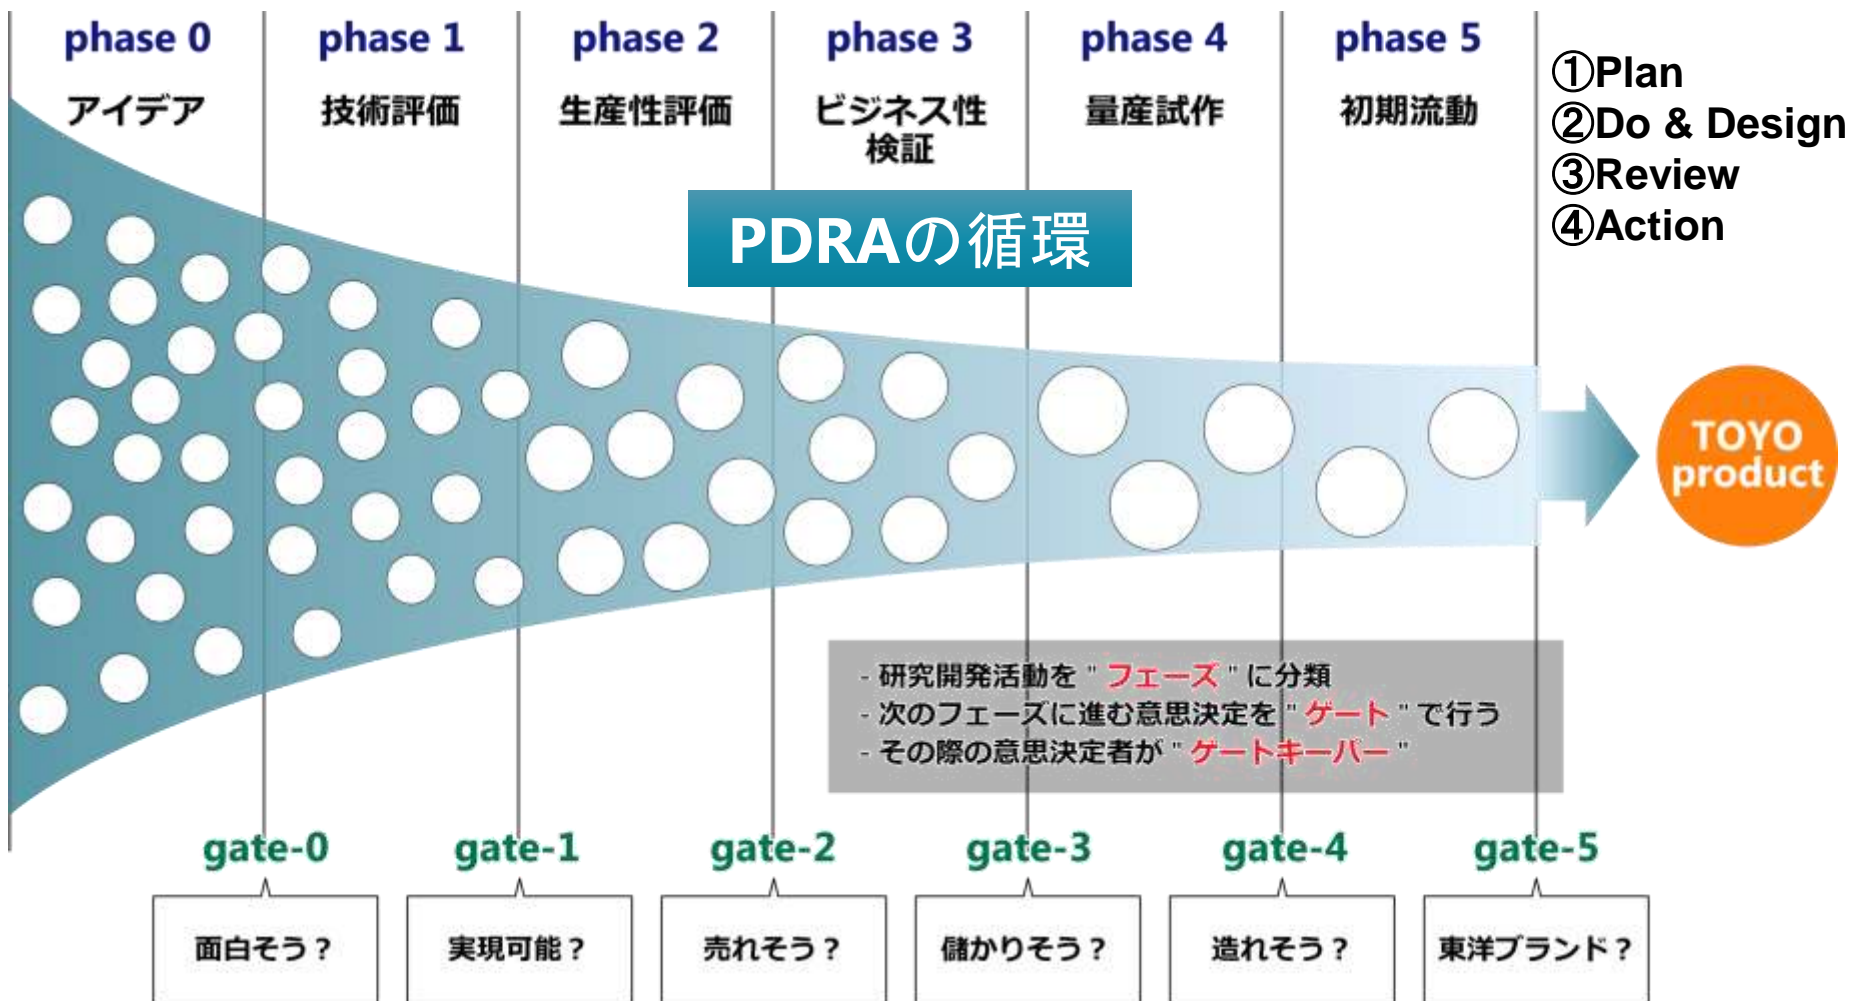 phase 0
phase 1
phase 2
phase 3
phase 4
phase 5
アイデア
技術評価
生産性評価
ビジネス性
検証
量産試作
初期流動
①Plan
②Do & Design
③Review
④Action
PDRAの循環
TOYO
product
- 研究開発活動を " フェーズ " に分類
- 次のフェーズに進む意思決定を " ゲート " で行う
- その際の意思決定者が " ゲートキーパー "
gate-0
gate-1
gate-2
gate-3
gate-4
gate-5
面白そう？
実現可能？
売れそう？
儲かりそう？
造れそう？
東洋ブランド？